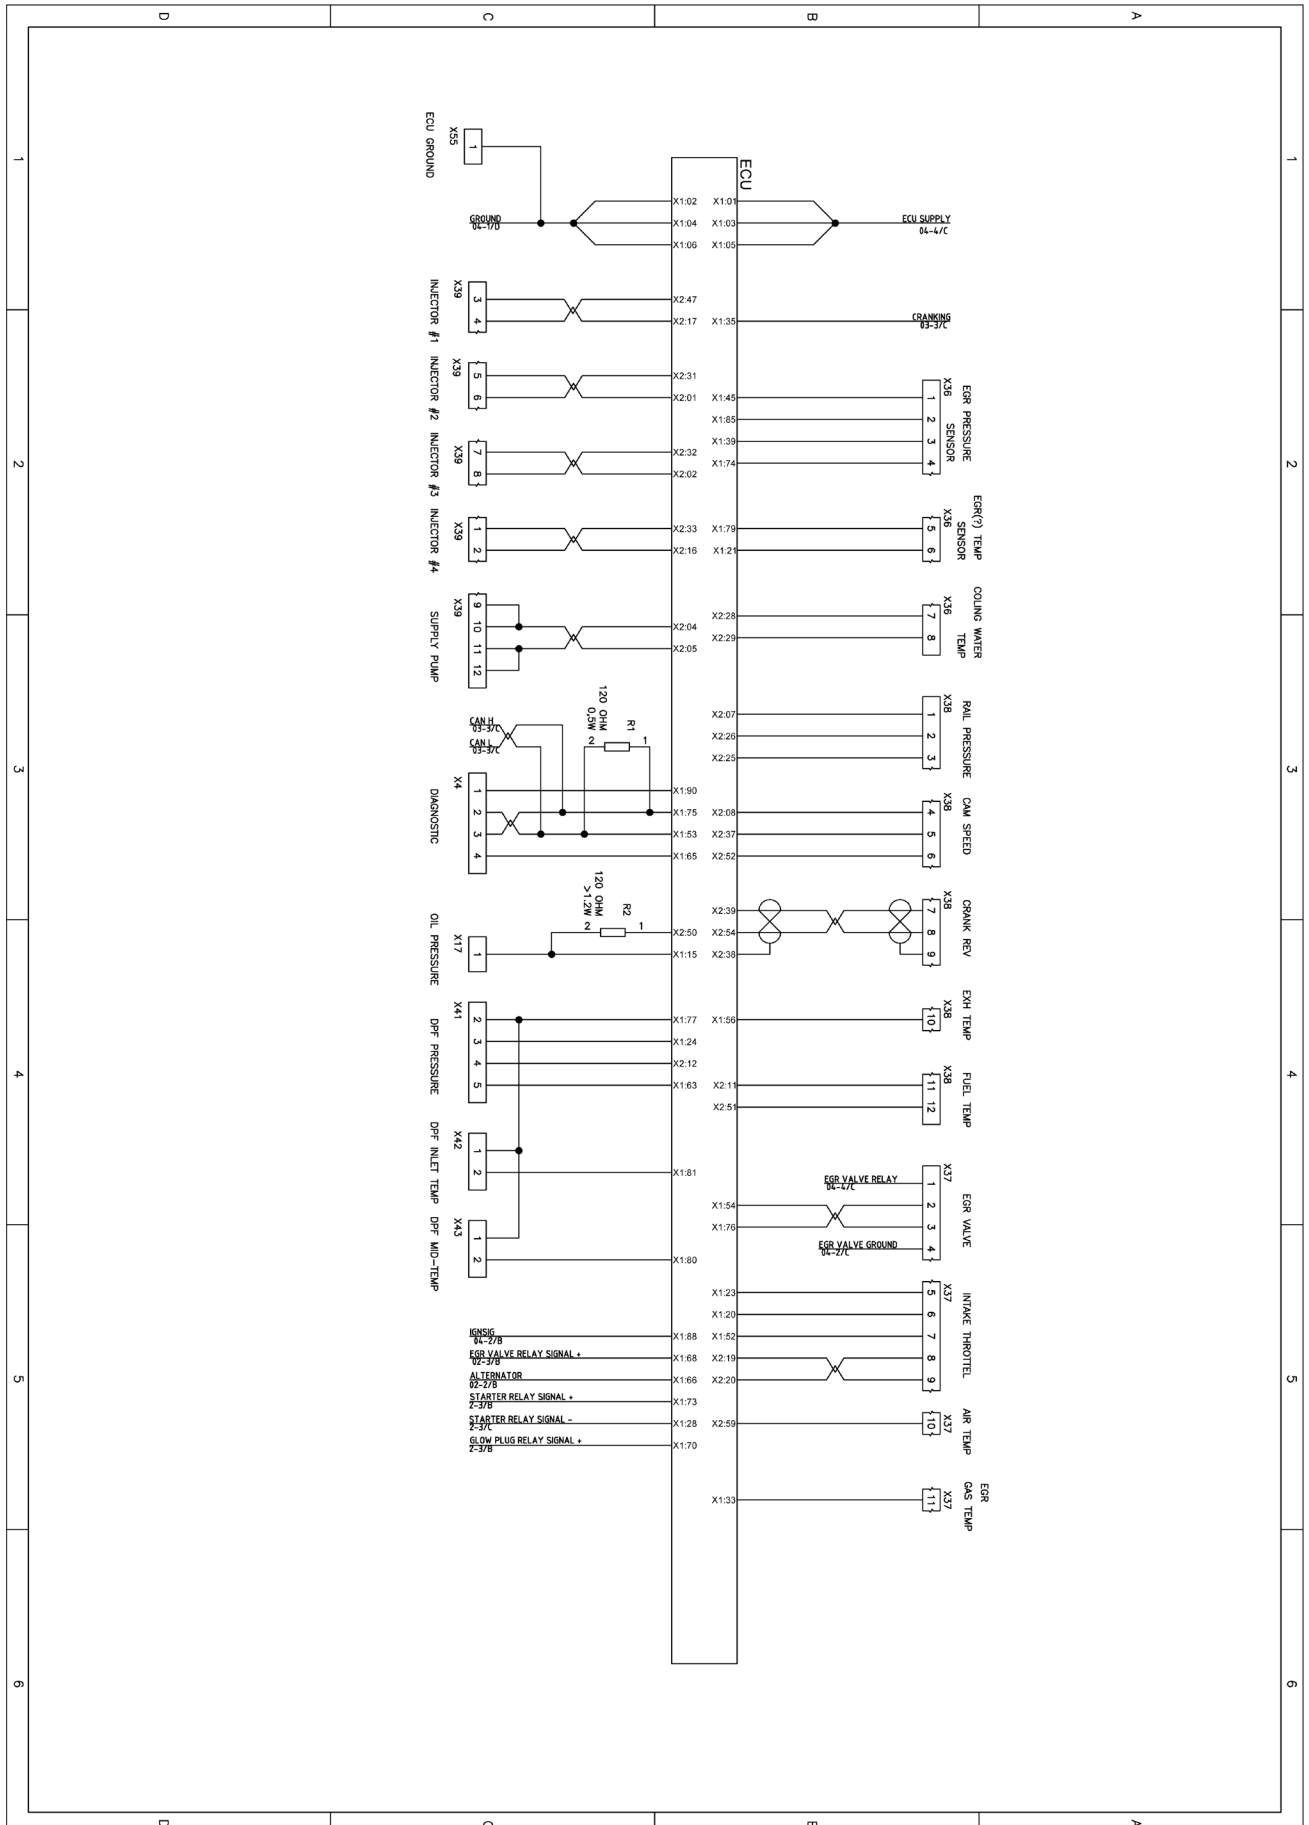 D
C
B
A
1
2
3
4
5
6
1
2
3
4
5
6
ECU
ECU GROUND
X55
1
GROUND
04-1/D
X1:02
X1:04
X1:06
X1:01
X1:03
X1:05
ECU SUPPLY
04-4/C
INJECTOR #1
X39
3
4
X2:47
X2:17
X1:35
CRANKING
03-3/C
INJECTOR #2
X39
5
6
X2:31
X2:01
INJECTOR #3
X39
7
8
X2:32
X2:02
INJECTOR #4
X39
1
2
X2:33
X2:16
SUPPLY PUMP
X39
9
10
11
12
X2:04
X2:05
CAN H
03-3/C
CAN L
03-3/C
120 OHM
0,5W
R1
2
1
DIAGNOSTIC
X4
1
2
3
4
X1:90
X1:75
X1:53
X1:65
120 OHM
>1.2W
R2
2
1
OIL PRESSURE
X17
1
X2:50
X1:15
DPF PRESSURE
X41
2
3
4
5
X1:77
X1:24
X2:12
X1:63
DPF INLET TEMP
X42
1
2
X1:81
DPF MID-TEMP
X43
1
2
X1:80
IGNSIG
04-2/B
X1:88
EGR VALVE RELAY SIGNAL +
02-3/B
X1:68
ALTERNATOR
02-2/B
X1:66
STARTER RELAY SIGNAL +
2-3/B
X1:73
STARTER RELAY SIGNAL -
2-3/C
X1:28
GLOW PLUG RELAY SIGNAL +
2-3/B
X1:70
EGR PRESSURE
SENSOR
X36
1
2
3
4
X1:45
X1:85
X1:39
X1:74
EGR(?) TEMP
SENSOR
X36
5
6
X1:79
X1:21
COLING WATER
TEMP
X36
7
8
X2:28
X2:29
RAIL PRESSURE
X38
1
2
3
X2:07
X2:26
X2:25
CAM SPEED
X38
4
5
6
X2:08
X2:37
X2:52
CRANK REV
X38
7
8
9
X2:39
X2:54
X2:38
EXH TEMP
X38
10
X1:56
FUEL TEMP
X38
11
12
X2:11
X2:51
EGR VALVE
X37
1
2
3
4
EGR VALVE RELAY
04-4/C
X1:54
X1:76
EGR VALVE GROUND
04-2/C
INTAKE THROTTEL
X37
5
6
7
8
9
X1:23
X1:20
X1:52
X2:19
X2:20
AIR TEMP
X37
10
X2:59
EGR
GAS TEMP
X37
11
X1:33